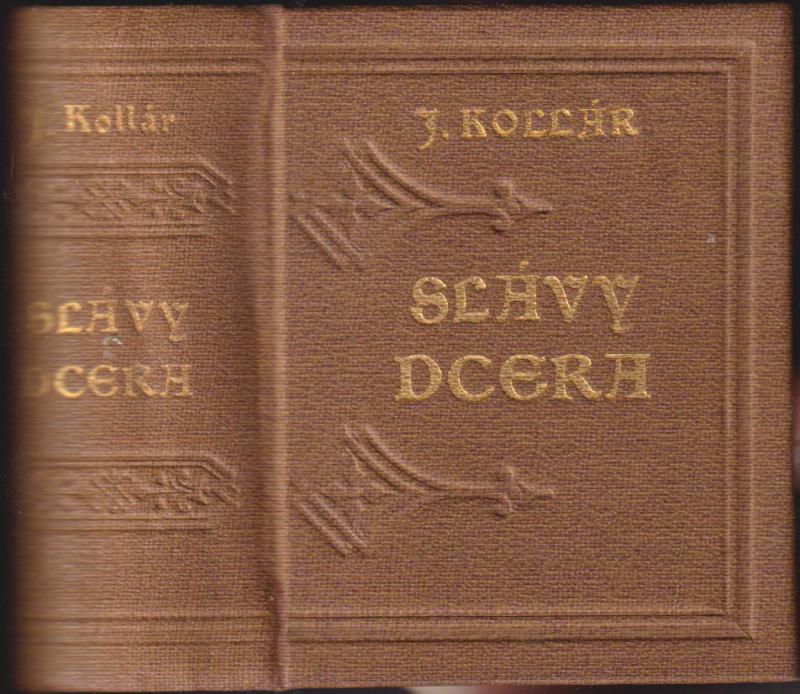 J. Kollár
SLÁVY
DCERA
J. KOLLÁR
SLÁVY
DCERA